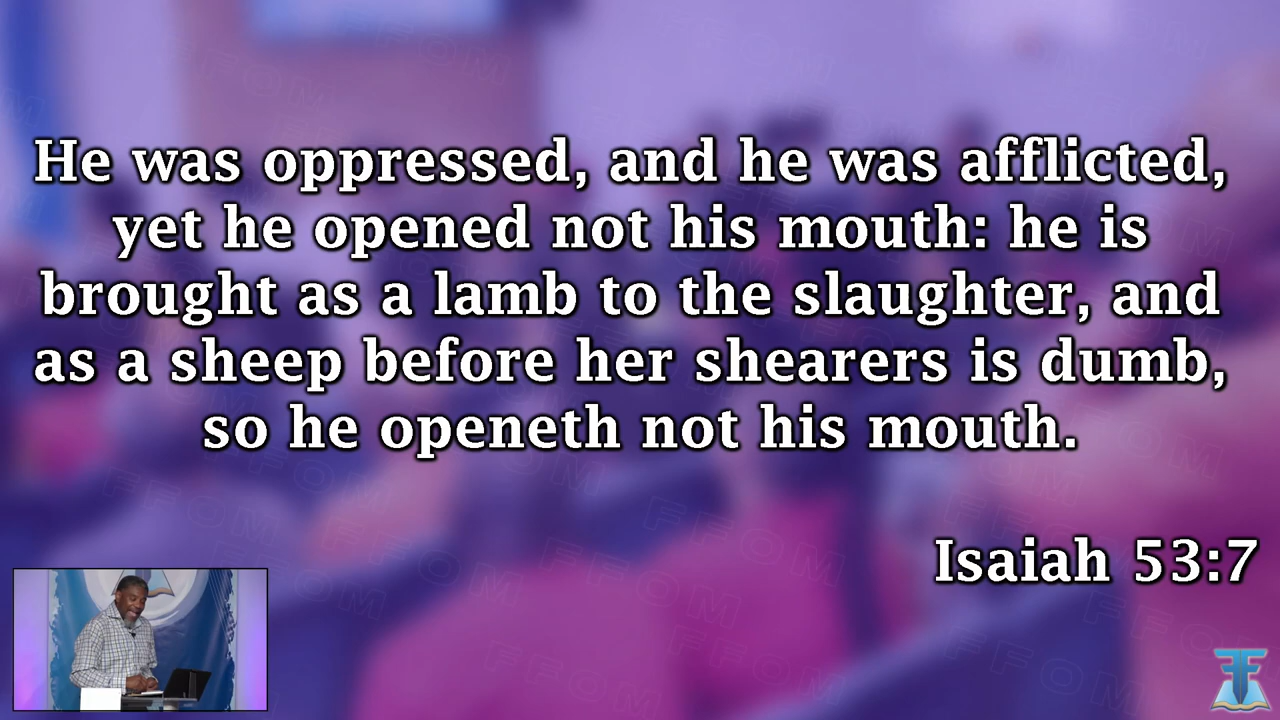 He was oppressed, and he was afflicted,
yet he opened not his mouth: he is
brought as a lamb to the slaughter, and
as a sheep before her shearers is dumb,
so he openeth not his mouth.
Isaiah 53:7
FFOM